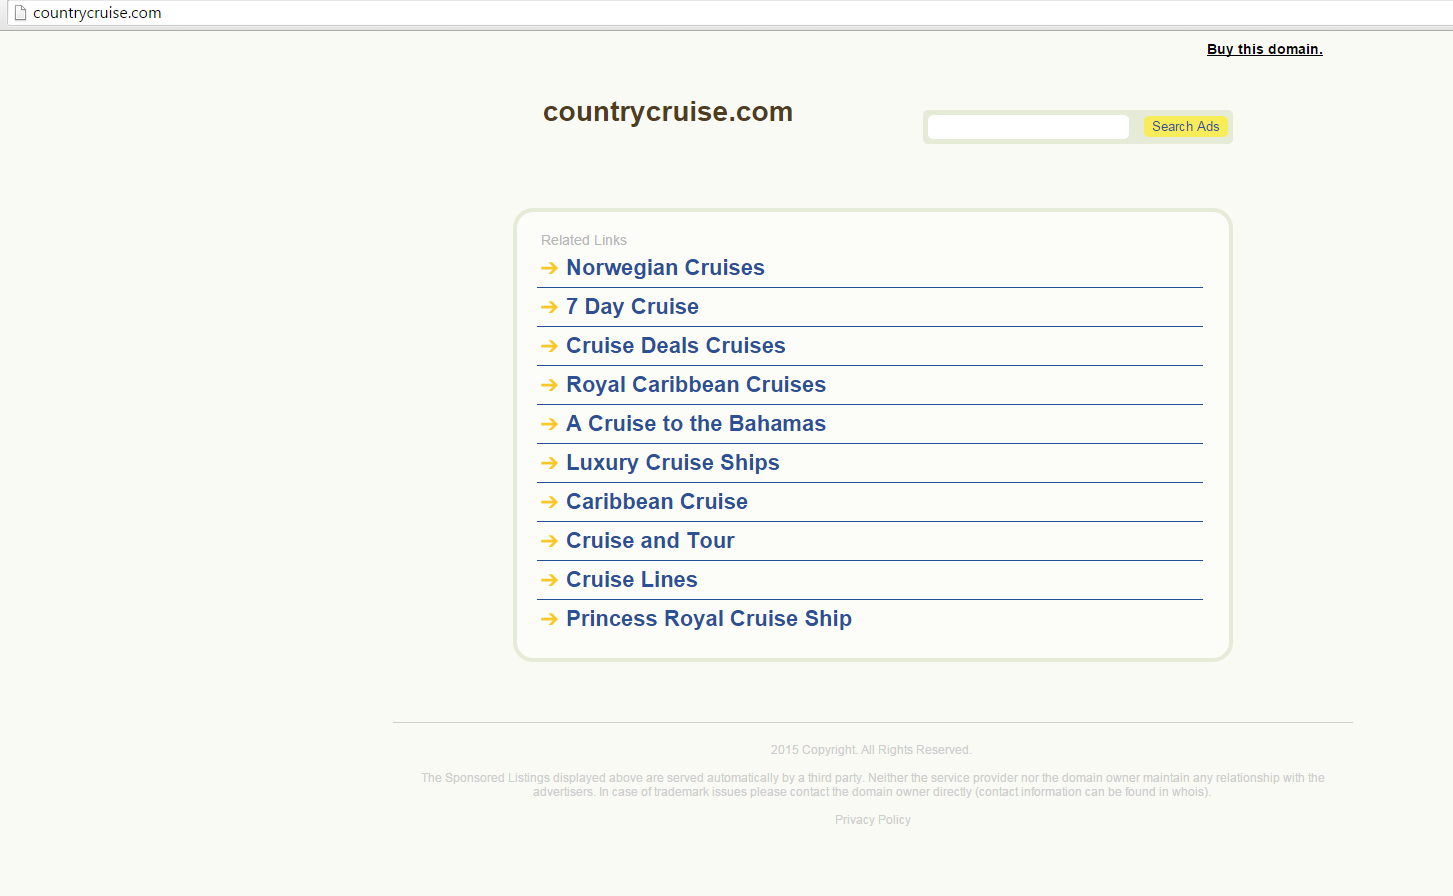 countrycruise.com
Buy this domain.
countrycruise.com
Search Ads
Related Links
Norwegian Cruises
7 Day Cruise
Cruise Deals Cruises
Royal Caribbean Cruises
A Cruise to the Bahamas
Luxury Cruise Ships
Caribbean Cruise
Cruise and Tour
Cruise Lines
Princess Royal Cruise Ship
2015 Copyright. All Rights Reserved.
The Sponsored Listings displayed above are served automatically by a third party. Neither the service provider nor the domain owner maintain any relationship with the
advertisers. In case of trademark issues please contact the domain owner directly (contact information can be found in whois).
Privacy Policy